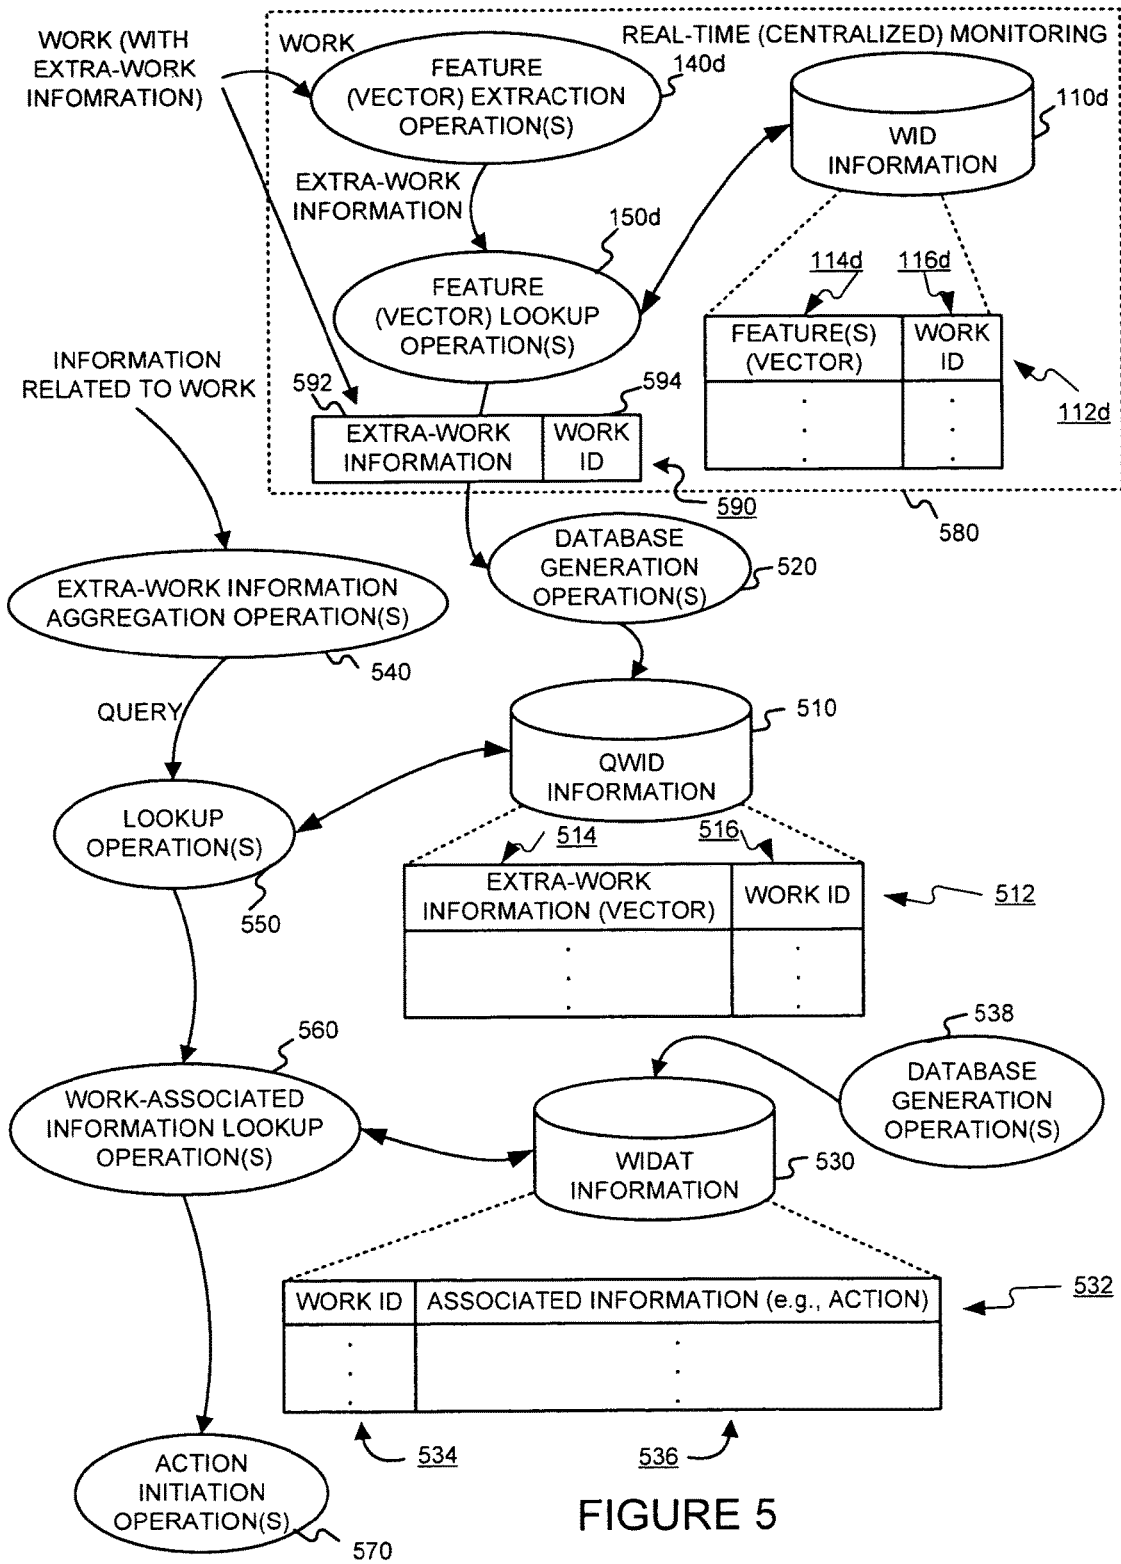 WORK (WITH
EXTRA-WORK
INFOMRATION)
WORK
REAL-TIME (CENTRALIZED) MONITORING
FEATURE
(VECTOR) EXTRACTION
OPERATION(S)
140d
WID
INFORMATION
110d
EXTRA-WORK
INFORMATION
150d
FEATURE
(VECTOR) LOOKUP
OPERATION(S)
114d
116d
FEATURE(S)
(VECTOR)
WORK
ID
112d
INFORMATION
RELATED TO WORK
592
594
EXTRA-WORK
INFORMATION
WORK
ID
590
580
DATABASE
GENERATION
OPERATION(S)
520
EXTRA-WORK INFORMATION
AGGREGATION OPERATION(S)
540
QUERY
510
QWID
INFORMATION
LOOKUP
OPERATION(S)
550
514
516
EXTRA-WORK
INFORMATION (VECTOR)
WORK ID
512
560
538
WORK-ASSOCIATED
INFORMATION LOOKUP
OPERATION(S)
DATABASE
GENERATION
OPERATION(S)
WIDAT
INFORMATION
530
WORK ID
ASSOCIATED INFORMATION (e.g., ACTION)
532
534
536
ACTION
INITIATION
OPERATION(S)
570
FIGURE 5